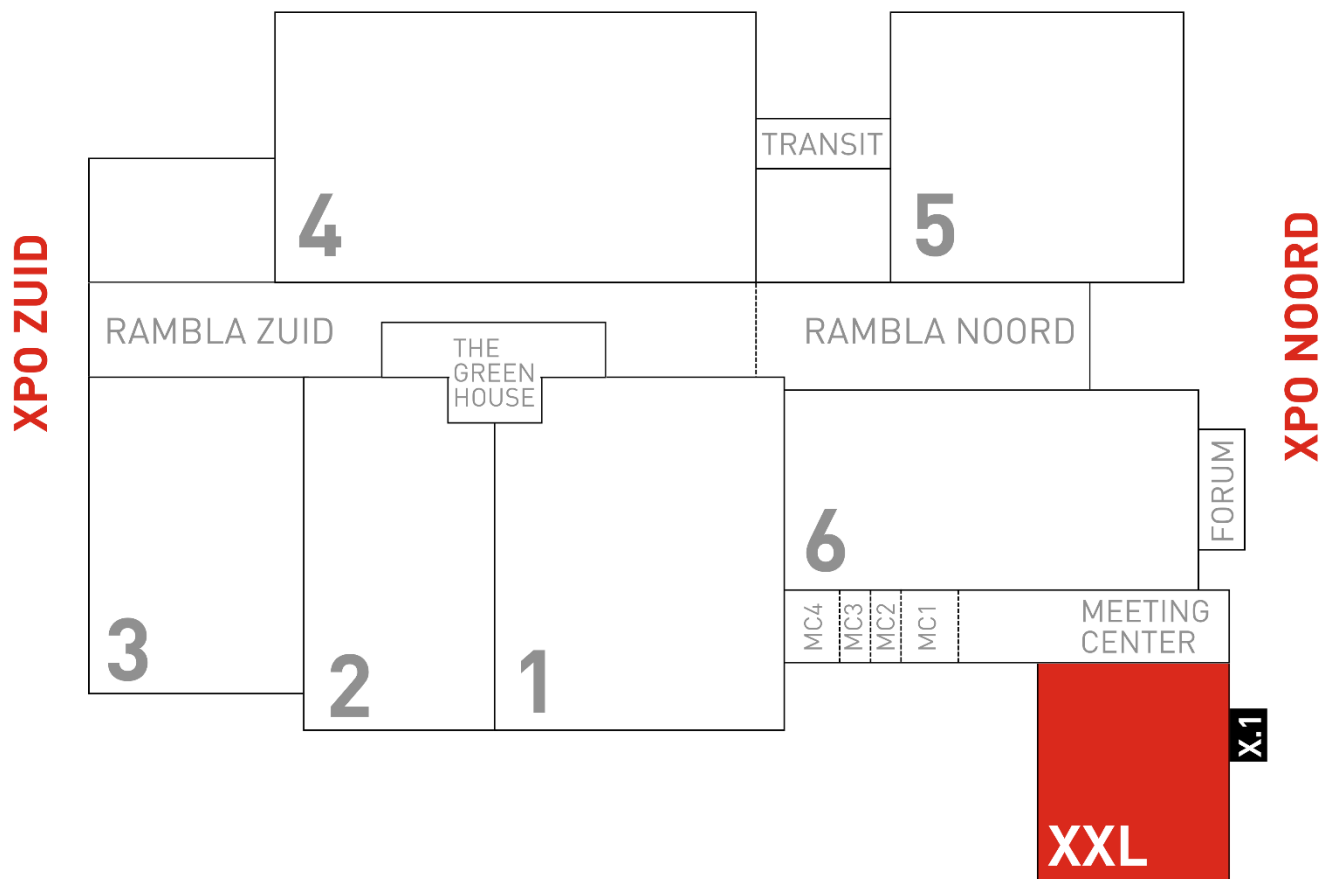 TRANSIT
4
5
XPO ZUID
XPO NOORD
RAMBLA ZUID
RAMBLA NOORD
THE
GREEN
HOUSE
FORUM
6
MC4
MC3
MC2
MC1
MEETING
CENTER
3
2
1
X.1
XXL